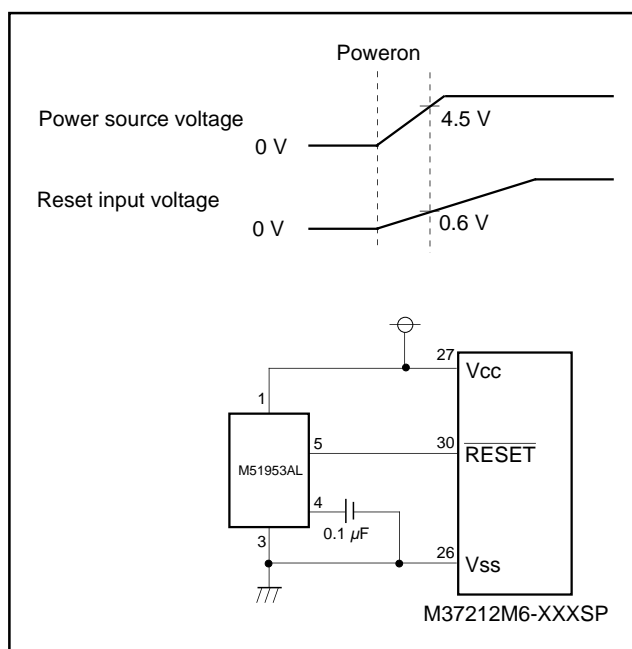 Poweron
Power source voltage
0 V
4.5 V
Reset input voltage
0 V
0.6 V
27
Vcc
1
5
30
RESET
M51953AL
4
0.1 µF
3
26
Vss
M37212M6-XXXSP